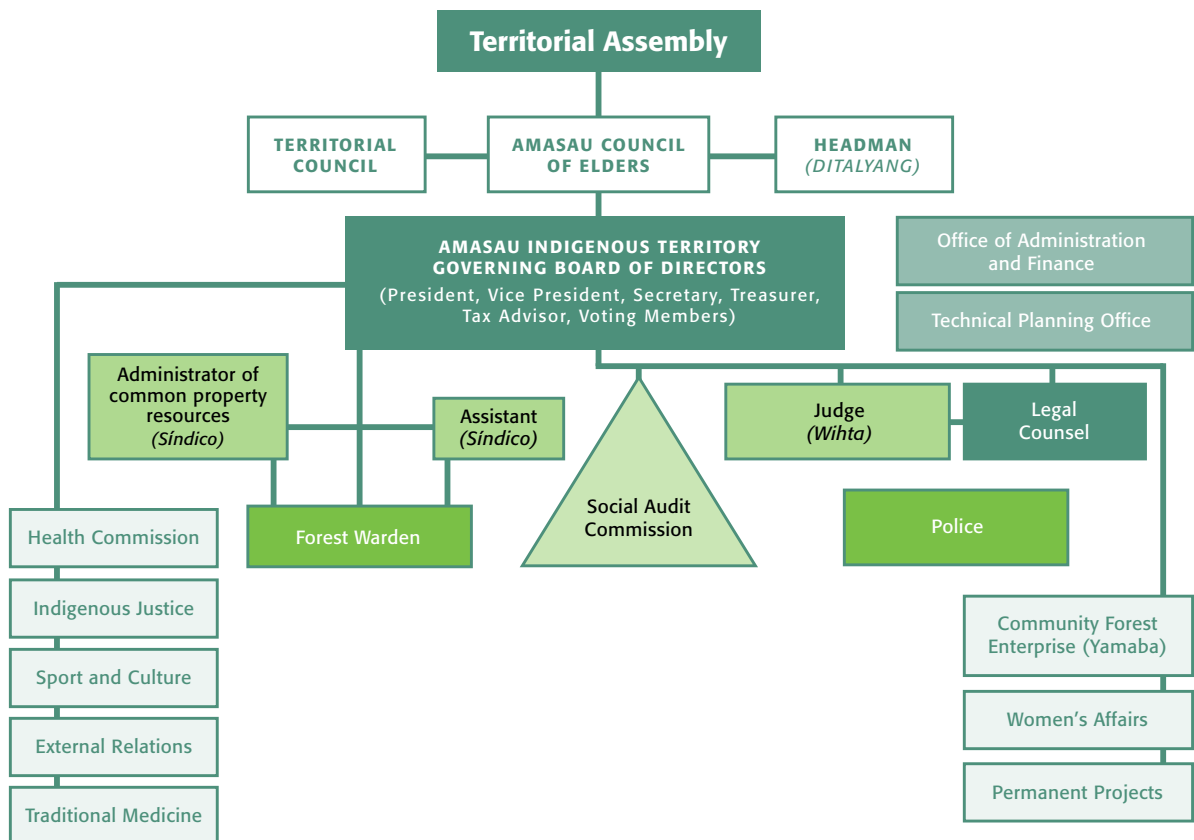 Territorial Assembly
TERRITORIAL
COUNCIL
AMASAU COUNCIL
OF ELDERS
HEADMAN
(DITALYANG)
AMASAU INDIGENOUS TERRITORY
GOVERNING BOARD OF DIRECTORS
(President, Vice President, Secretary, Treasurer,
Tax Advisor, Voting Members)
Office of Administration
and Finance
Technical Planning Office
Administrator of
common property
resources
(Síndico)
Assistant
(Síndico)
Judge
(Wihta)
Legal
Counsel
Social Audit
Commission
Forest Warden
Police
Health Commission
Indigenous Justice
Sport and Culture
External Relations
Traditional Medicine
Community Forest
Enterprise (Yamaba)
Women’s Affairs
Permanent Projects